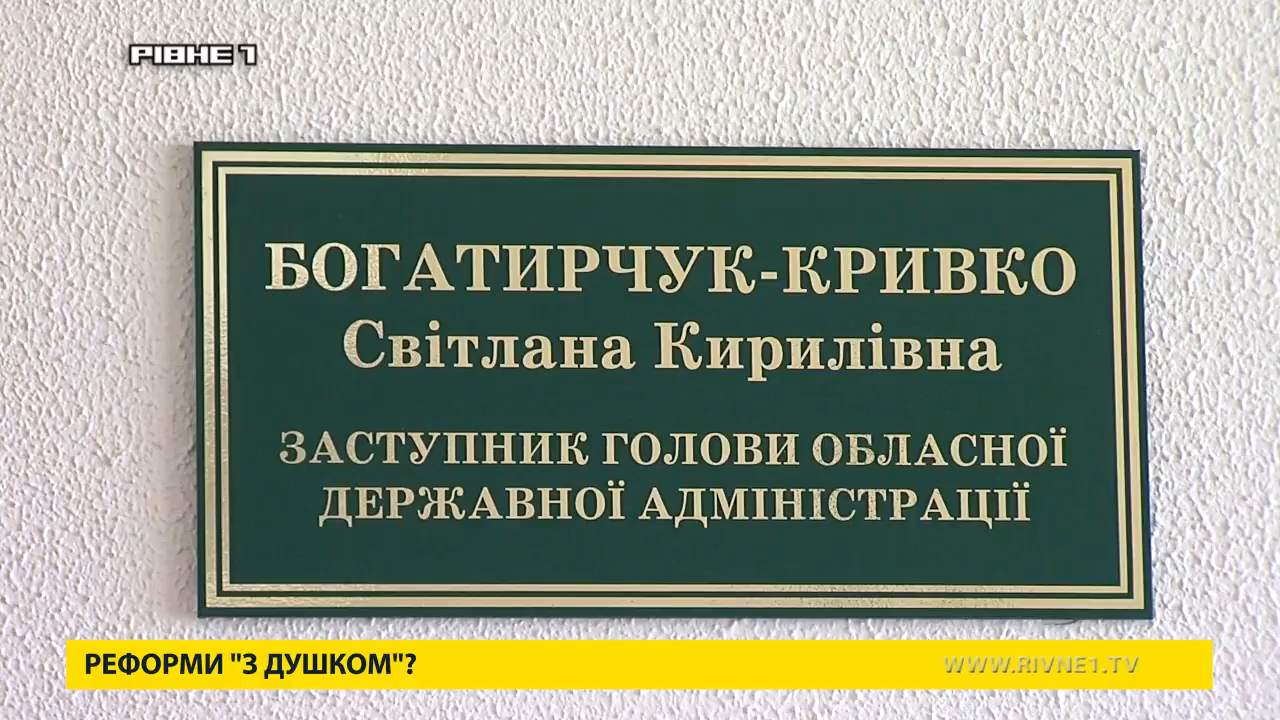 РІВНЕ 1
БОГАТИРЧУК-КРИВКО
Світлана Кирилівна
ЗАСТУПНИК ГОЛОВИ ОБЛАСНОЇ
ДЕРЖАВНОЇ АДМІНІСТРАЦІЇ
РЕФОРМИ "З ДУШКОМ"?
WWW.RIVNE1.TV